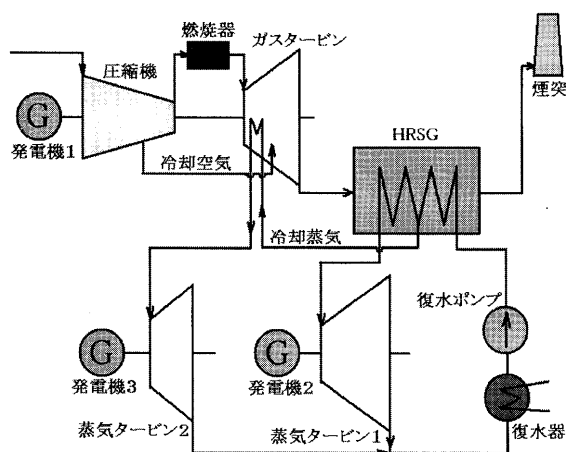 燃焼器
ガスタービン
圧縮機
煙突
G
発電機1
HRSG
冷却空気
冷却蒸気
復水ポンプ
G
発電機3
G
発電機2
蒸気タービン2
蒸気タービン1
復水器